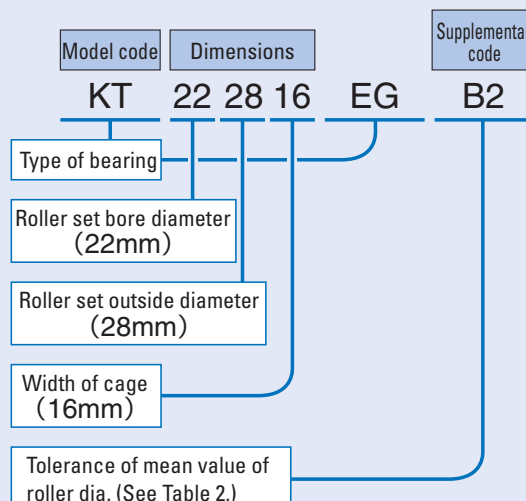 Model code Dimensions Supplementa
code
KT 22 28 16 EG B2
Type of bearing
Roller set bore diameter
(22mm)
Roller set outside diameter
(28mm)
Width of cage
(16mm)
Tolerance of mean value of
roller dia. (See Table 2.)